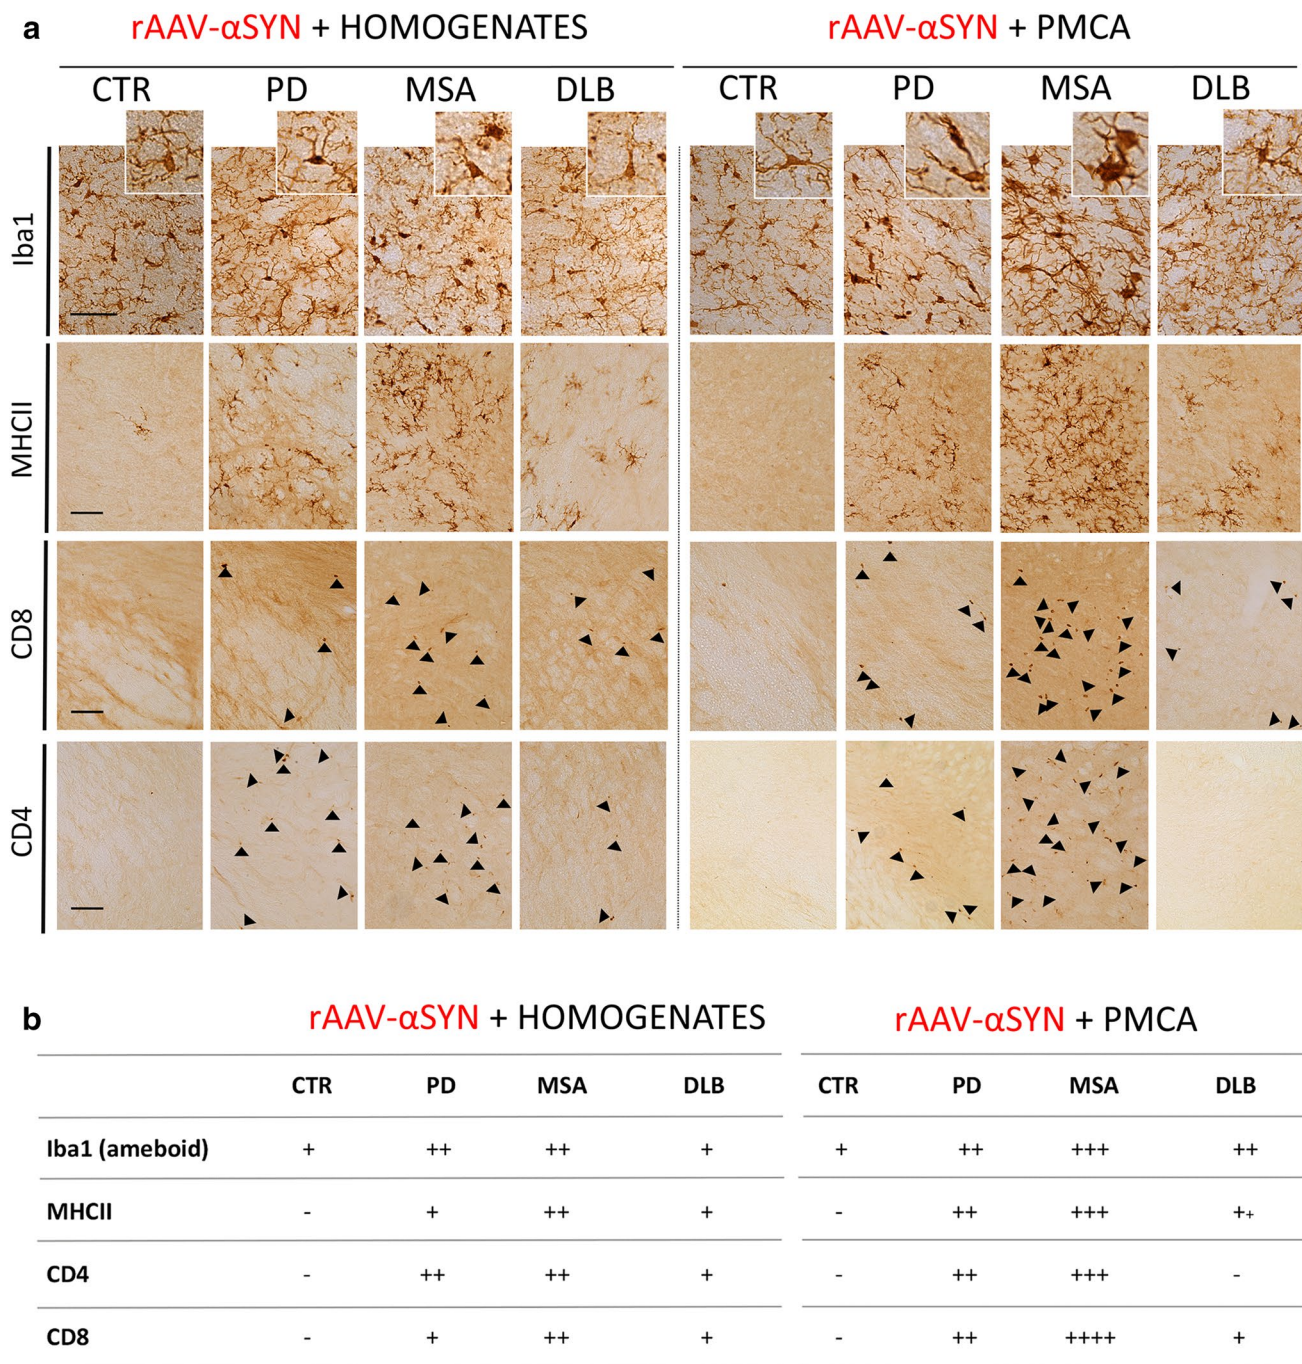 a
rAAV-αSYN + HOMOGENATES rAAV-αSYN + PMCA
CTR PD MSA DLB CTR PD MSA DLB
Iba1
MHCII
CD8
CD4
b
rAAV-αSYN + HOMOGENATES rAAV-αSYN + PMCA
CTR PD MSA DLB CTR PD MSA DLB
Iba1 (ameboid) + ++ ++ + + ++ +++ ++
MHCII - + ++ + - ++ +++ ++
CD4 - ++ ++ + - ++ +++ -
CD8 - + ++ + - ++ ++++ +